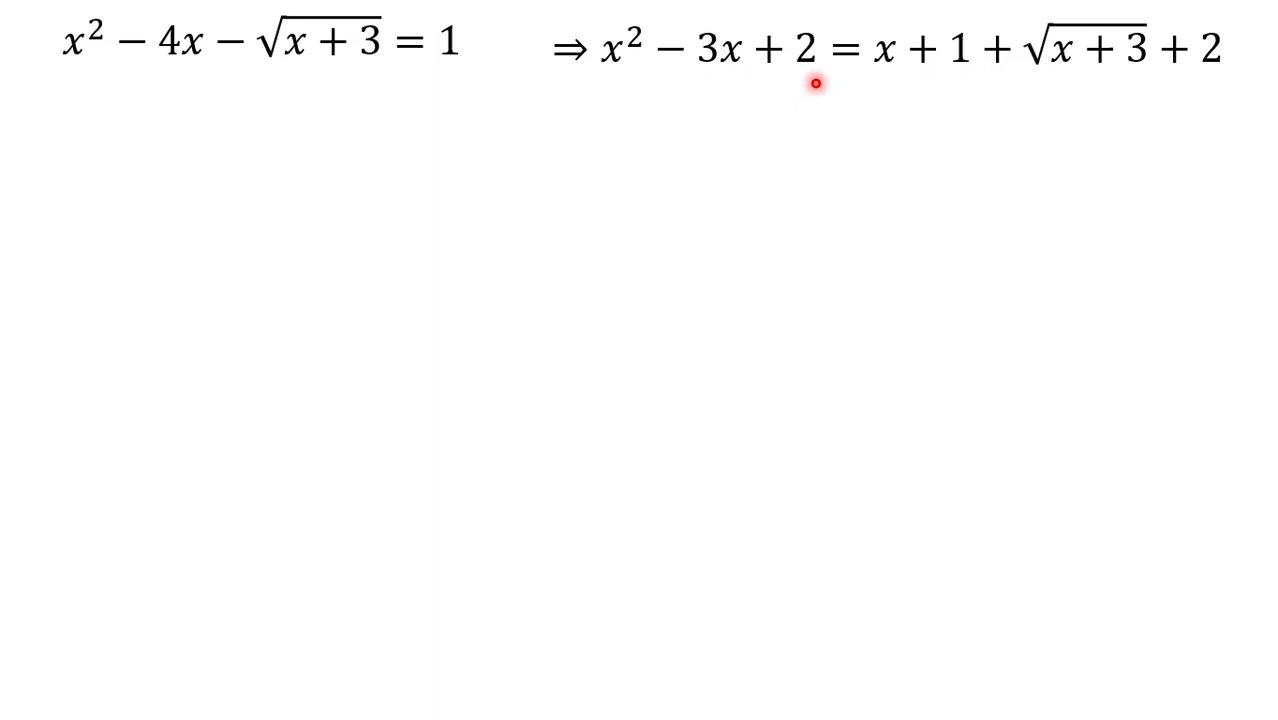 x² − 4x − √(x + 3) = 1
⇒ x² − 3x + 2 = x + 1 + √(x + 3) + 2